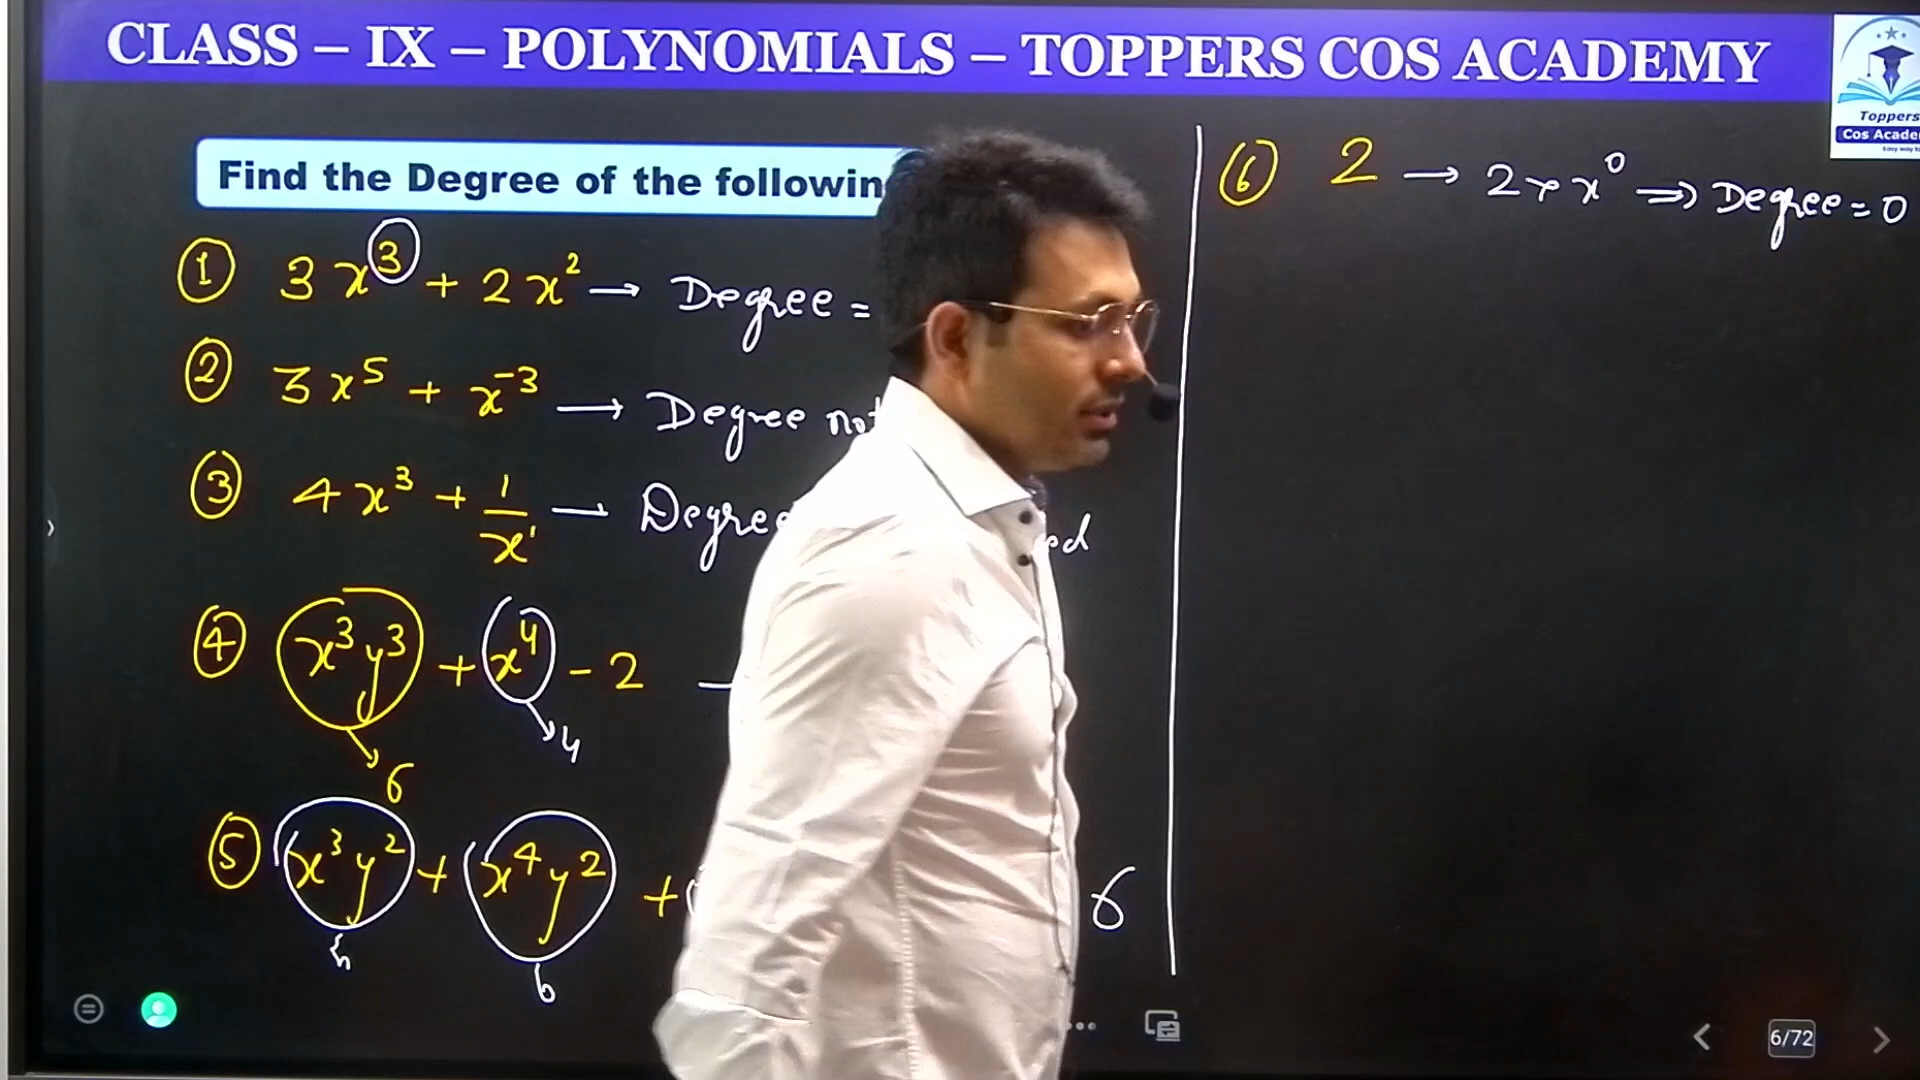 CLASS – IX – POLYNOMIALS – TOPPERS COS ACADEMY
Toppers
Cos Acade
Find the Degree of the followin
① 3x³ + 2x² → Degree =
② 3x⁵ + x⁻³ → Degree not
③ 4x³ + 1/x¹ → Degree ed
④ x³y³ + x⁴ - 2
6
4
⑤ x³y² + x⁴y² + 6
5
6
⑥ 2 → 2 × x⁰ ⇒ Degree = 0
6/72